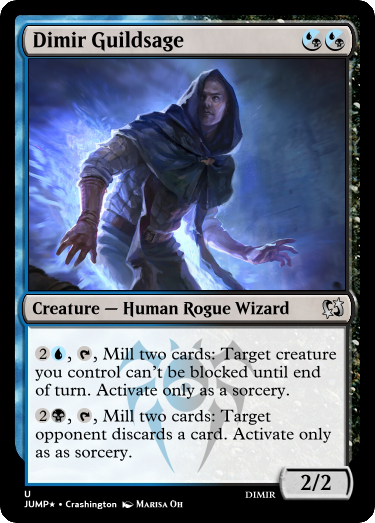 Dimir Guildsage
Creature — Human Rogue Wizard
2, , Mill two cards: Target creature
you control can't be blocked until end
of turn. Activate only as a sorcery.
2, , Mill two cards: Target
opponent discards a card. Activate only
as as sorcery.
2/2
U
DIMIR
JUMP★ • Crashington Marisa Oh